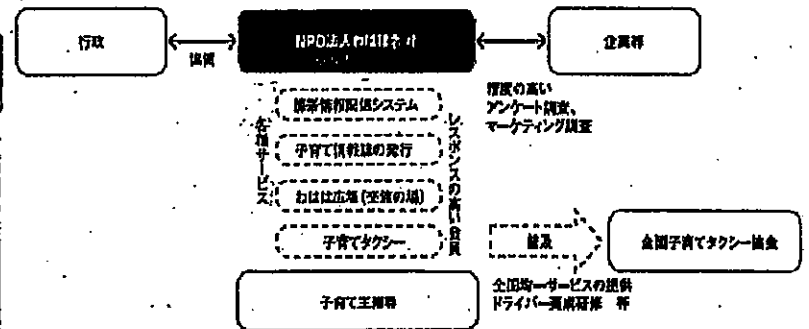 行政
協働
NPO法人わははネット
企業等
精度の高い
アンケート調査、
マーケティング調査
携帯情報配信システム
子育て情報誌の発行
わはは広場(交流の場)
子育てタクシー
各種サービス
レスポンスの高い会員
普及
全国子育てタクシー協会
全国均一サービスの提供
ドライバー養成研修 等
子育て主婦等